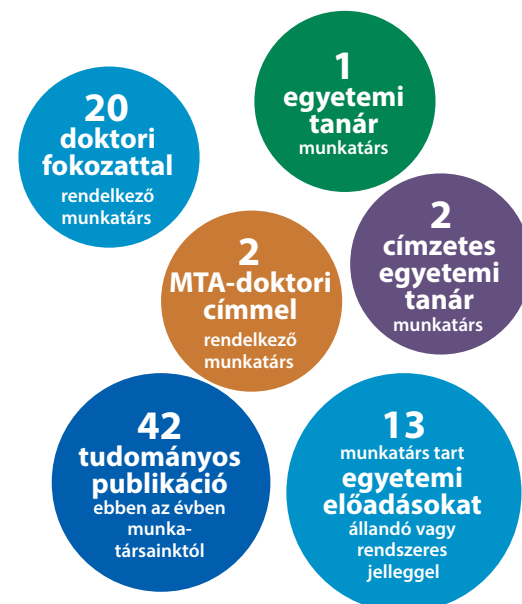 1
egyetemi
tanár
munkatárs
20
doktori
fokozattal
rendelkező
munkatárs
2
címzetes
egyetemi
tanár
munkatárs
2
MTA-doktori
címmel
rendelkező
munkatárs
42
tudományos
publikáció
ebben az évben
munka-
társainktól
13
munkatárs tart
egyetemi
előadásokat
állandó vagy
rendszeres
jelleggel